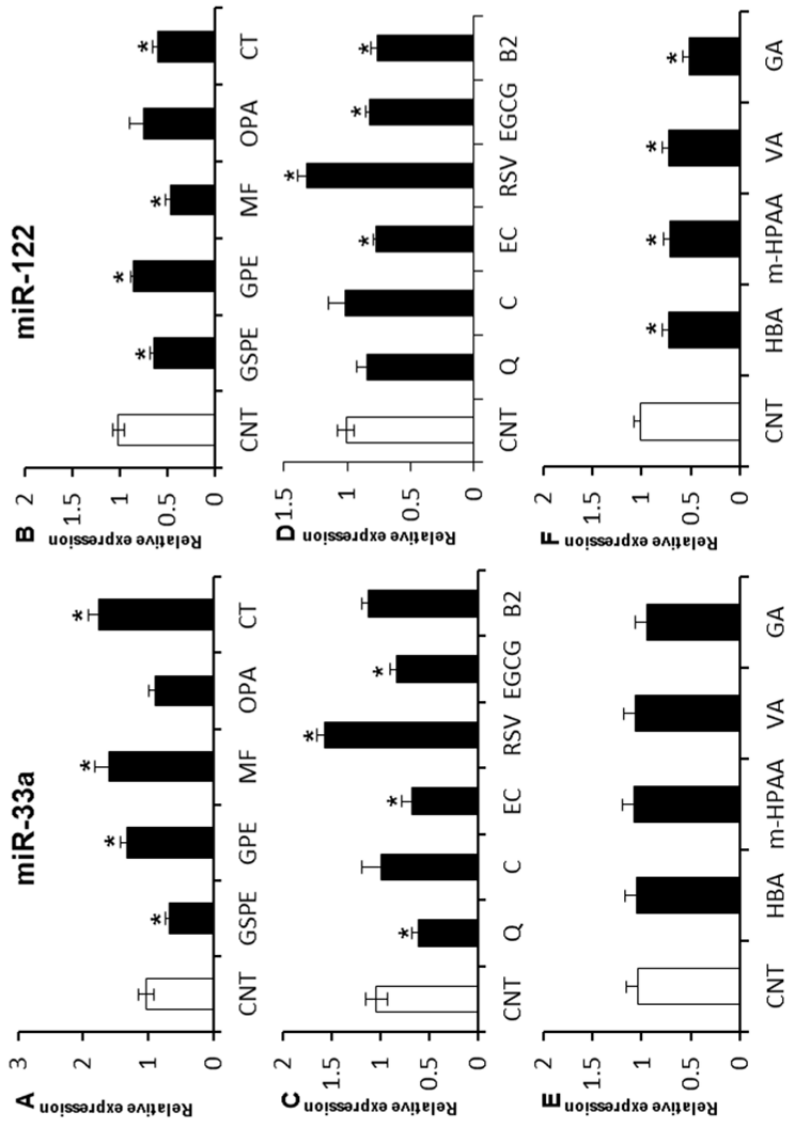 miR-33a
miR-122
A
Relative expression
3
2
1
0
* * * *
CNT GSPE GPE MF OPA CT
B
Relative expression
2
1.5
1
0.5
0
* * * *
CNT GSPE GPE MF OPA CT
C
Relative expression
2
1.5
1
0.5
0
* * * *
CNT Q C EC RSV EGCG B2
D
Relative expression
1.5
1
0.5
0
* * * *
CNT Q C EC RSV EGCG B2
E
Relative expression
2
1.5
1
0.5
0
CNT HBA m-HPAA VA GA
F
Relative expression
2
1.5
1
0.5
0
* * * *
CNT HBA m-HPAA VA GA